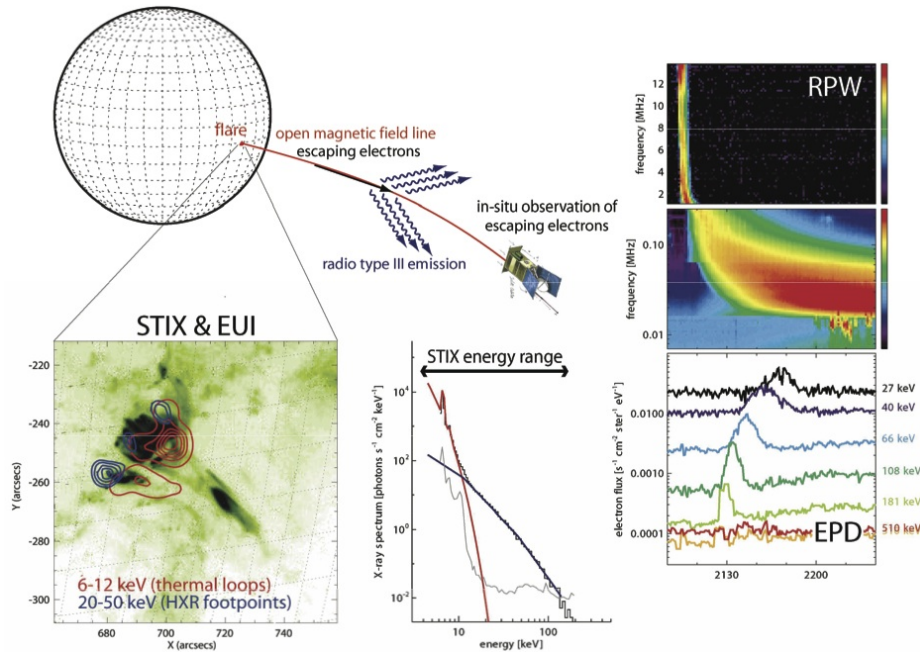 flare
open magnetic field line
escaping electrons
in-situ observation of
escaping electrons
radio type III emission
STIX & EUI
-220
-240
-260
-280
-300
Y (arcsecs)
6-12 keV (thermal loops)
20-50 keV (HXR footpoints)
680
700
720
740
X (arcsecs)
STIX energy range
10⁴
10²
10⁰
10⁻²
X-ray spectrum [photons s⁻¹ cm⁻² keV⁻¹]
10
100
energy [keV]
RPW
12
10
8
6
4
2
frequency [MHz]
0.10
0.01
frequency [MHz]
0.0100
0.0010
0.0001
electron flux [s⁻¹ cm⁻² ster⁻¹ eV⁻¹]
27 keV
40 keV
66 keV
108 keV
181 keV
510 keV
EPD
2130
2200